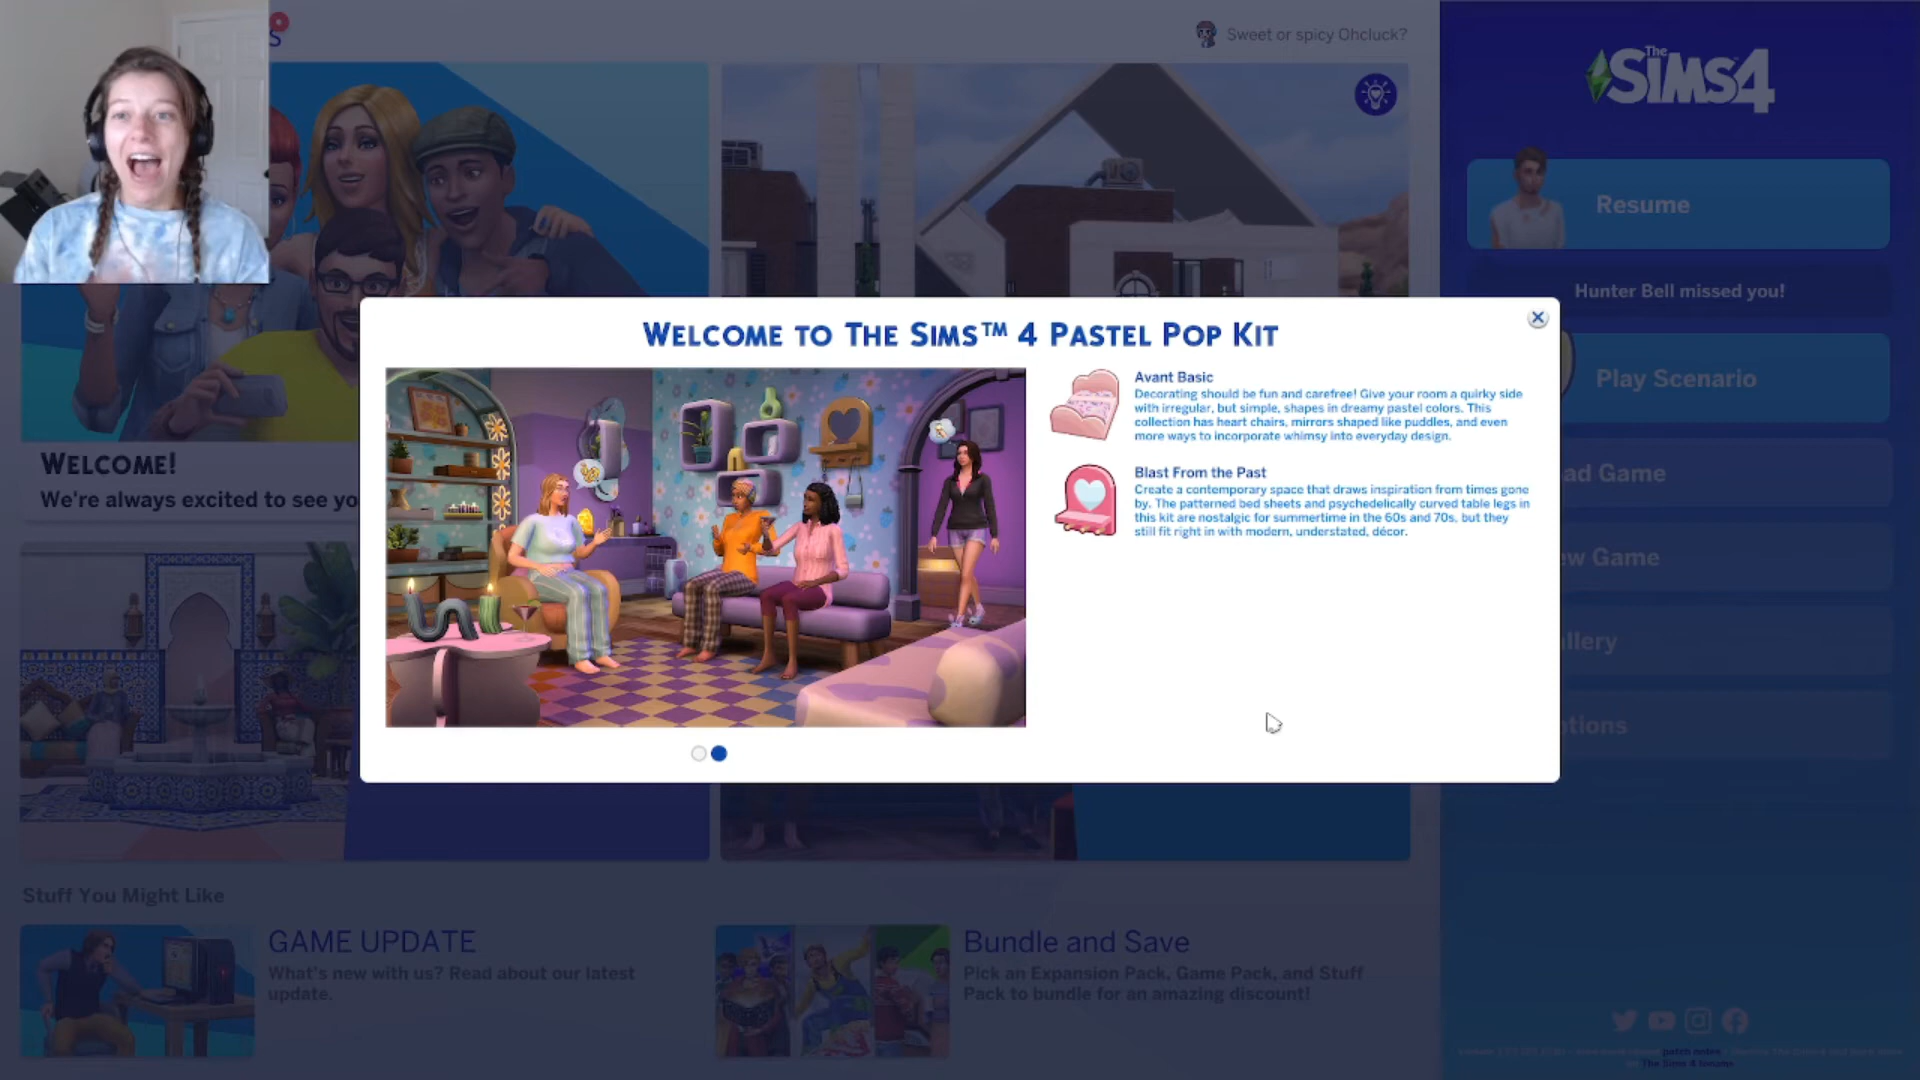 s
Sweet or spicy Ohcluck?
The
SIMS4
Resume
Hunter Bell missed you!
Play Scenario
ad Game
ew Game
llery
tions
WELCOME TO THE SIMS™ 4 PASTEL POP KIT
Avant Basic
Decorating should be fun and carefree! Give your room a quirky side
with irregular, but simple, shapes in dreamy pastel colors. This
collection has heart chairs, mirrors shaped like puddles, and even
more ways to incorporate whimsy into everyday design.
Blast From the Past
Create a contemporary space that draws inspiration from times gone
by. The patterned bed sheets and psychedelically curved table legs in
this kit are nostalgic for summertime in the 60s and 70s, but they
still fit right in with modern, understated, décor.
WELCOME!
We're always excited to see yo
Stuff You Might Like
GAME UPDATE
What's new with us? Read about our latest
update.
Bundle and Save
Pick an Expansion Pack, Game Pack, and Stuff
Pack to bundle for an amazing discount!
patch notes
The Sims 4 forums